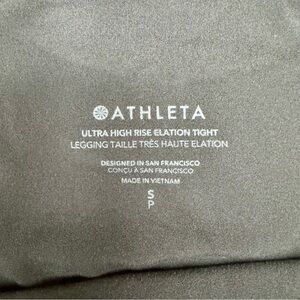 ATHLETA
ULTRA HIGH RISE ELATION TIGHT
LEGGING TAILLE TRÈS HAUTE ELATION
DESIGNED IN SAN FRANCISCO
CONÇU À SAN FRANCISCO
MADE IN VIETNAM
S
P